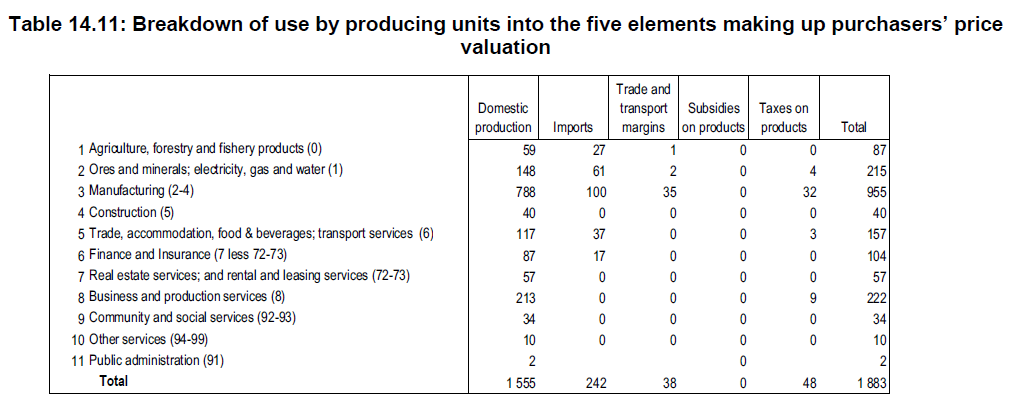 Table 14.11: Breakdown of use by producing units into the five elements making up purchasers’ price
valuation
Domestic production Imports Trade and transport margins Subsidies on products Taxes on products Total
1 Agriculture, forestry and fishery products (0) 59 27 1 0 0 87
2 Ores and minerals; electricity, gas and water (1) 148 61 2 0 4 215
3 Manufacturing (2-4) 788 100 35 0 32 955
4 Construction (5) 40 0 0 0 0 40
5 Trade, accommodation, food & beverages; transport services (6) 117 37 0 0 3 157
6 Finance and Insurance (7 less 72-73) 87 17 0 0 0 104
7 Real estate services; and rental and leasing services (72-73) 57 0 0 0 0 57
8 Business and production services (8) 213 0 0 0 9 222
9 Community and social services (92-93) 34 0 0 0 0 34
10 Other services (94-99) 10 0 0 0 0 10
11 Public administration (91) 2 0 2
Total 1 555 242 38 0 48 1 883